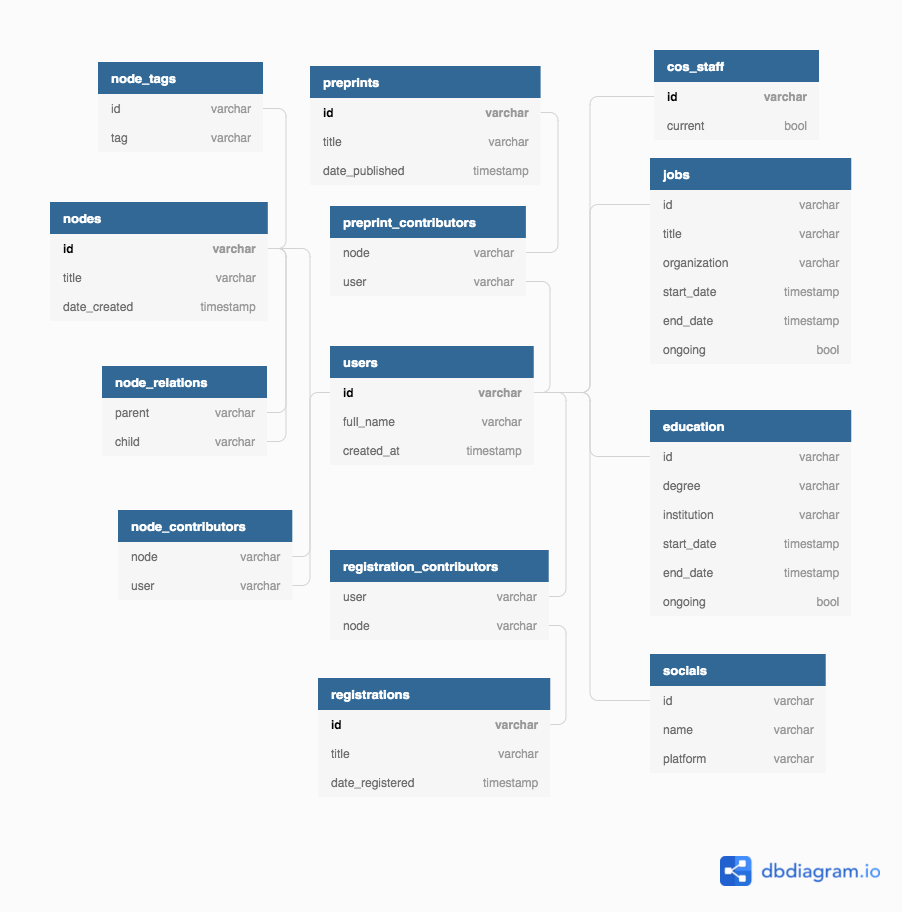 node_tags
id varchar
tag varchar
preprints
id varchar
title varchar
date_published timestamp
cos_staff
id varchar
current bool
jobs
id varchar
title varchar
organization varchar
start_date timestamp
end_date timestamp
ongoing bool
nodes
id varchar
title varchar
date_created timestamp
preprint_contributors
node varchar
user varchar
node_relations
parent varchar
child varchar
users
id varchar
full_name varchar
created_at timestamp
education
id varchar
degree varchar
institution varchar
start_date timestamp
end_date timestamp
ongoing bool
node_contributors
node varchar
user varchar
registration_contributors
user varchar
node varchar
registrations
id varchar
title varchar
date_registered timestamp
socials
id varchar
name varchar
platform varchar
dbdiagram.io